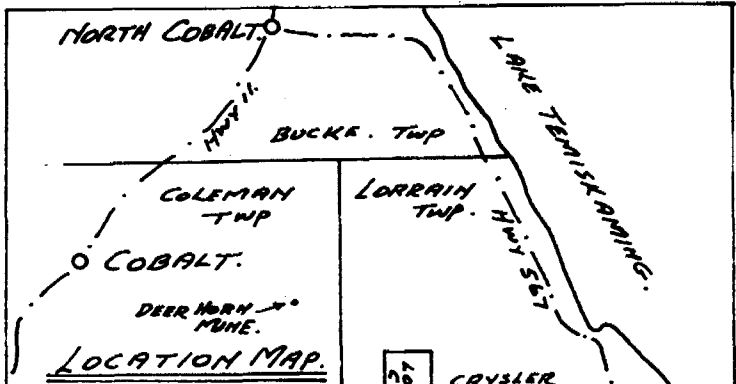 NORTH COBALT.
LAKE TEMISKAMING.
HWY 11.
BUCKE. TWP
COLEMAN
TWP
LORRAIN
TWP.
HWY 567
COBALT.
DEER HORN
MINE.
LOCATION MAP.
CRYSLER